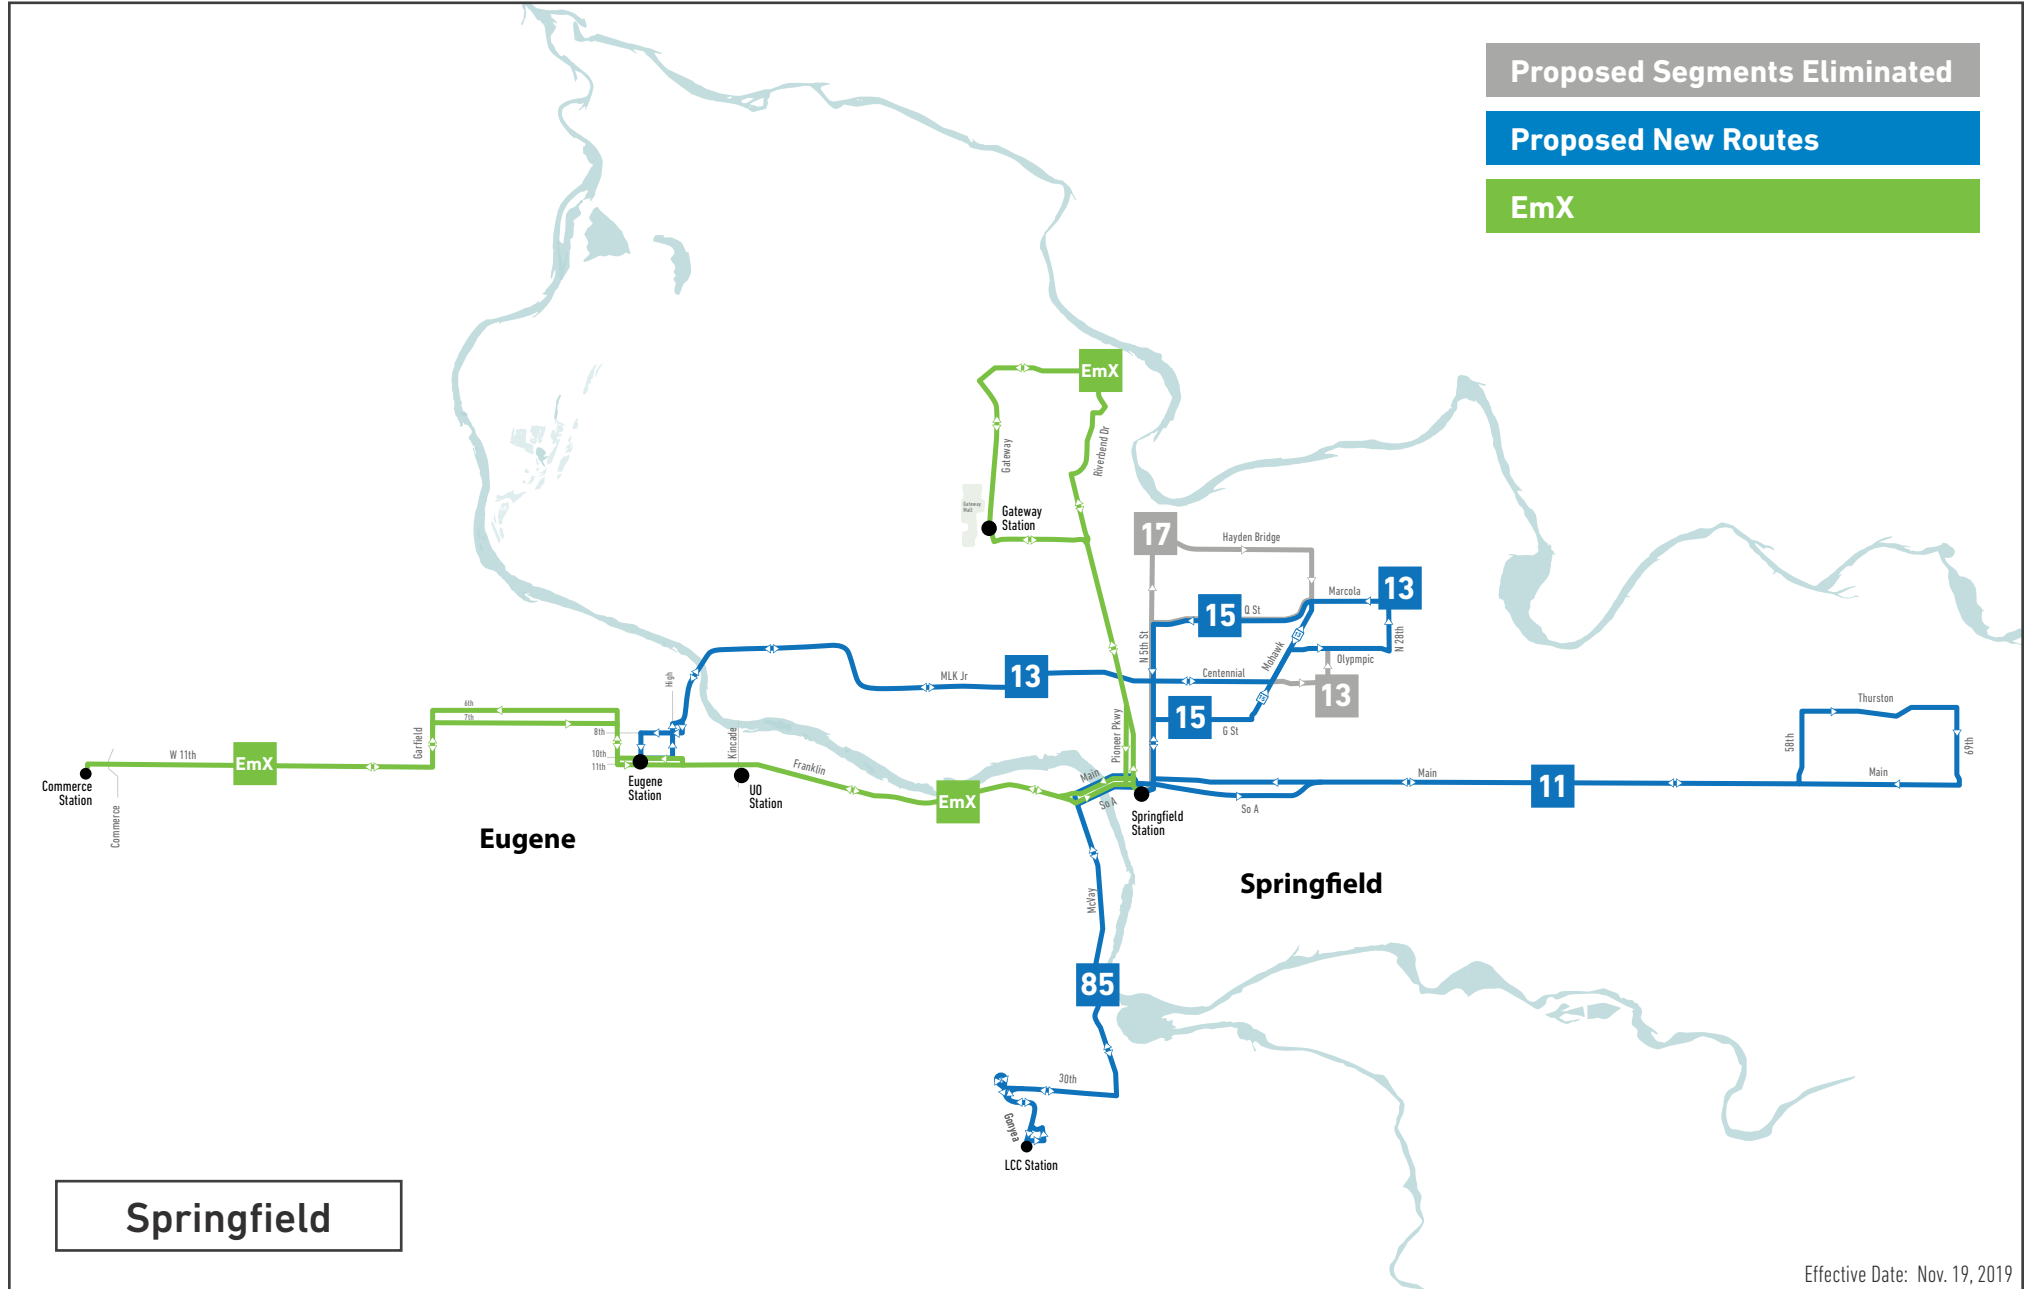 Proposed Segments Eliminated
Proposed New Routes
EmX
EmX
Gateway
Riverbend Dr
Gateway
Mall
Gateway
Station
17
Hayden Bridge
13
Marcola
15
Q St
N 5th St
N 28th
Mohawk
Olypmpic
MLK Jr
13
Centennial
13
High
15
G St
Thurston
6th
7th
8th
10th
11th
Garfield
Kincade
Pioneer Pkwy
58th
69th
W 11th
EmX
Commerce
Station
Commerce
Eugene
Station
UO
Station
Franklin
EmX
Main
So A
Springfield
Station
So A
Main
11
Main
Eugene
Springfield
McVay
85
30th
Gonyea
LCC Station
Springfield
Effective Date: Nov. 19, 2019